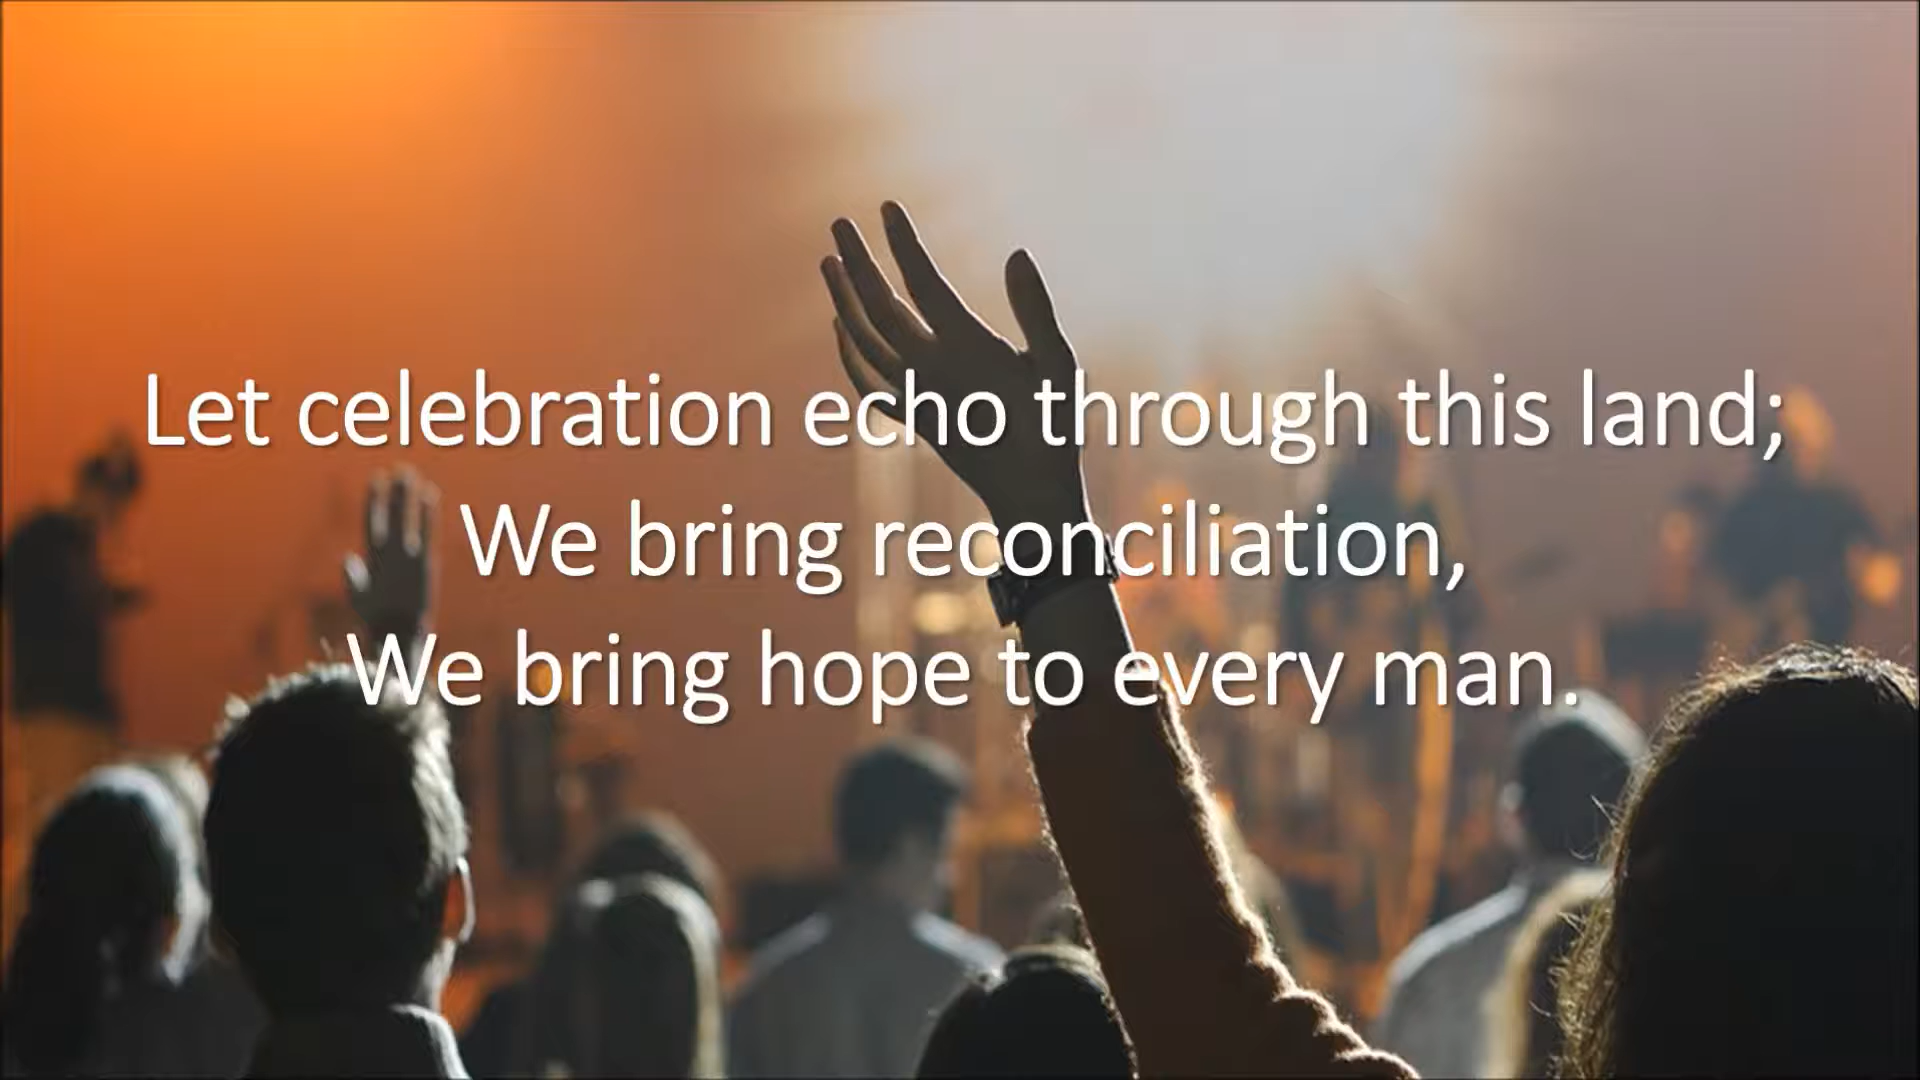 Let celebration echo through this land;
We bring reconciliation,
We bring hope to every man.